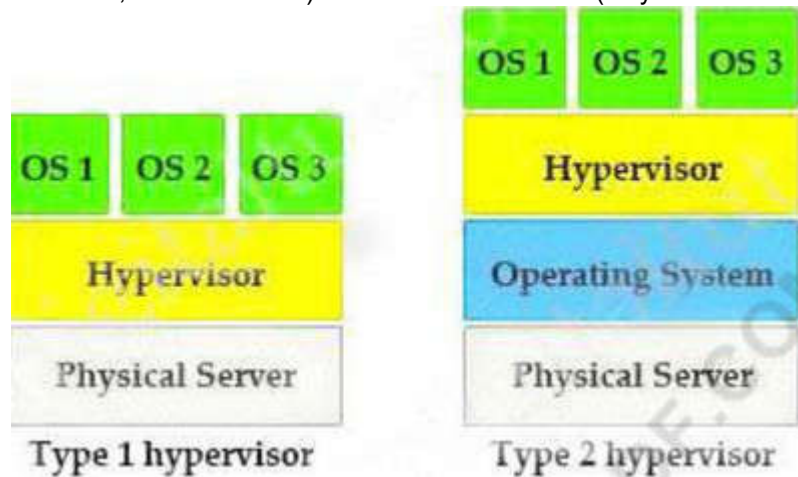 OS 1 OS 2 OS 3
OS 1 OS 2 OS 3
Hypervisor
Hypervisor
Operating System
Physical Server
Physical Server
Type 1 hypervisor
Type 2 hypervisor